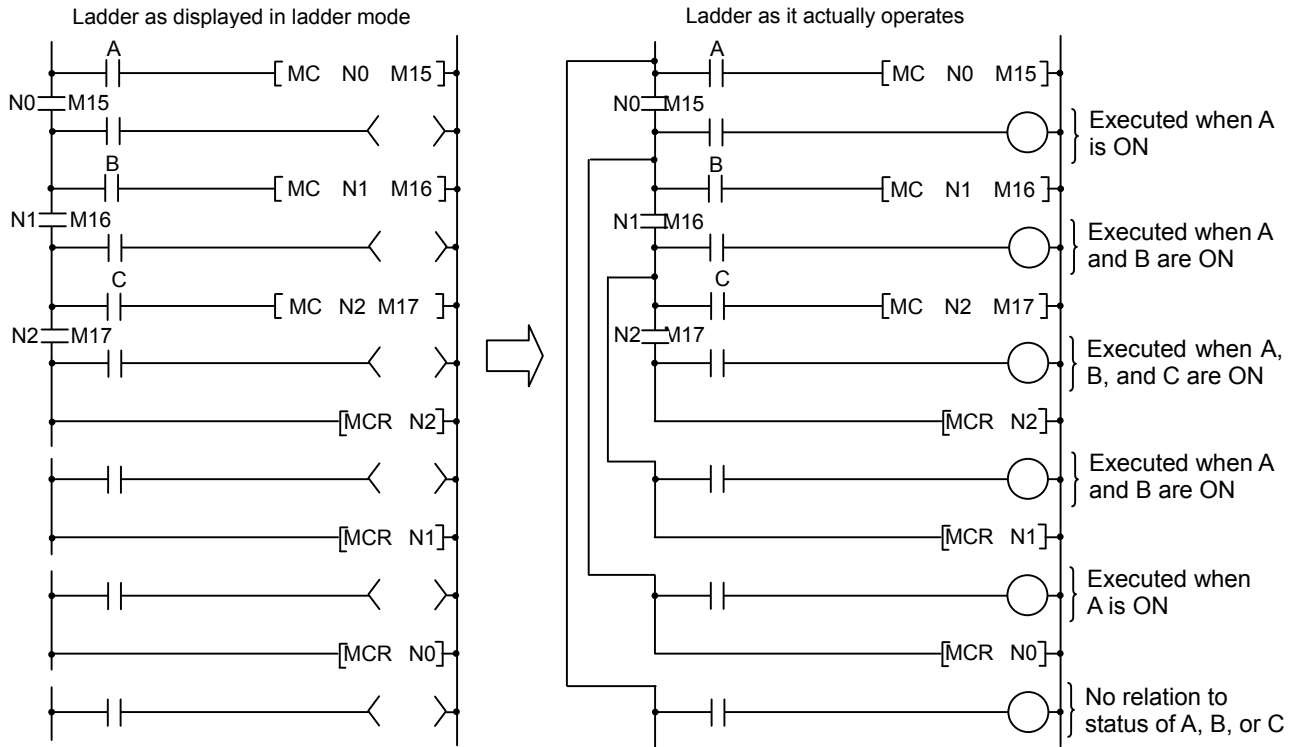 Ladder as displayed in ladder mode
A
MC N0 M15
N0 M15
B
MC N1 M16
N1 M16
C
MC N2 M17
N2 M17
MCR N2
MCR N1
MCR N0
Ladder as it actually operates
A
MC N0 M15
N0 M15
Executed when A
is ON
B
MC N1 M16
N1 M16
Executed when A
and B are ON
C
MC N2 M17
N2 M17
Executed when A,
B, and C are ON
MCR N2
Executed when A
and B are ON
MCR N1
Executed when
A is ON
MCR N0
No relation to
status of A, B, or C